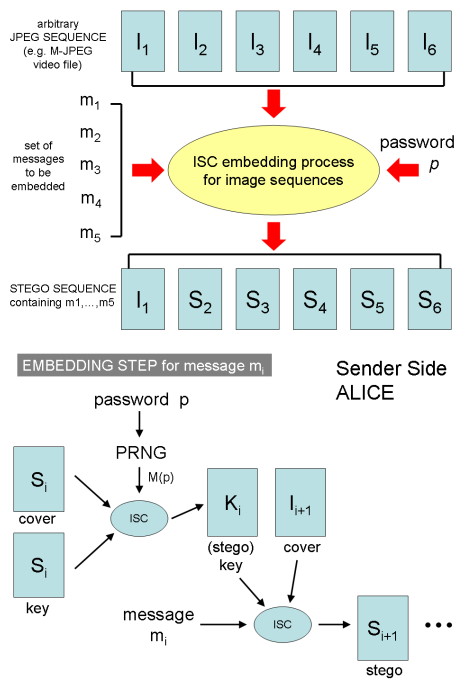 arbitrary
JPEG SEQUENCE
(e.g. M-JPEG
video file)
I1 I2 I3 I4 I5 I6
m1
m2
m3
m4
m5
set of
messages
to be
embedded
ISC embedding process
for image sequences
password
p
STEGO SEQUENCE
containing m1,...,m5
I1 S2 S3 S4 S5 S6
EMBEDDING STEP for message mi
Sender Side
ALICE
password p
PRNG
M(p)
Si
cover
Si
key
ISC
Ki
(stego)
key
Ii+1
cover
message
mi
ISC
Si+1
stego
•••